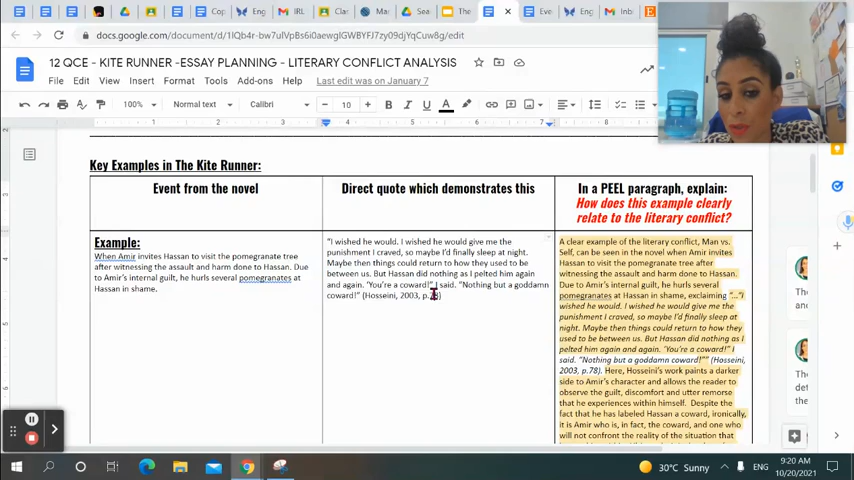 Cop
Eng
IRL
Clar
Ma
Sea
The
Eve
Eng
Inb
docs.google.com/document/d/1lQb4r-bw7ulVpBs6i0aewglGWBYFJ7zy09djYqCuw8g/edit
12 QCE - KITE RUNNER -ESSAY PLANNING - LITERARY CONFLICT ANALYSIS
File Edit View Insert Format Tools Add-ons Help Last edit was on January 7
100% Normal text Calibri 10 B I U A
Key Examples in The Kite Runner:
Event from the novel
Direct quote which demonstrates this
In a PEEL paragraph, explain:
How does this example clearly
relate to the literary conflict?
Example:
When Amir invites Hassan to visit the pomegranate tree
after witnessing the assault and harm done to Hassan. Due
to Amir's internal guilt, he hurls several pomegranates at
Hassan in shame.
"I wished he would. I wished he would give me the
punishment I craved, so maybe I'd finally sleep at night.
Maybe then things could return to how they used to be
between us. But Hassan did nothing as I pelted him again
and again. 'You're a coward!" I said. "Nothing but a goddamn
coward!" (Hosseini, 2003, p.78)
A clear example of the literary conflict, Man vs.
Self, can be seen in the novel when Amir invites
Hassan to visit the pomegranate tree after
witnessing the assault and harm done to Hassan.
Due to Amir's internal guilt, he hurls several
pomegranates at Hassan in shame, exclaiming "..."I
wished he would. I wished he would give me the
punishment I craved, so maybe I'd finally sleep at
night. Maybe then things could return to how they
used to be between us. But Hassan did nothing as I
pelted him again and again. 'You're a coward!" I
said. "Nothing but a goddamn coward!"" (Hosseini,
2003, p.78). Here, Hosseini's work paints a darker
side to Amir's character and allows the reader to
observe the guilt, discomfort and utter remorse
that he experiences within himself. Despite the
fact that he has labeled Hassan a coward, ironically,
it is Amir who is, in fact, the coward, and one who
will not confront the reality of the situation that
The
det
the
30°C Sunny
ENG
9:20 AM
10/20/2021